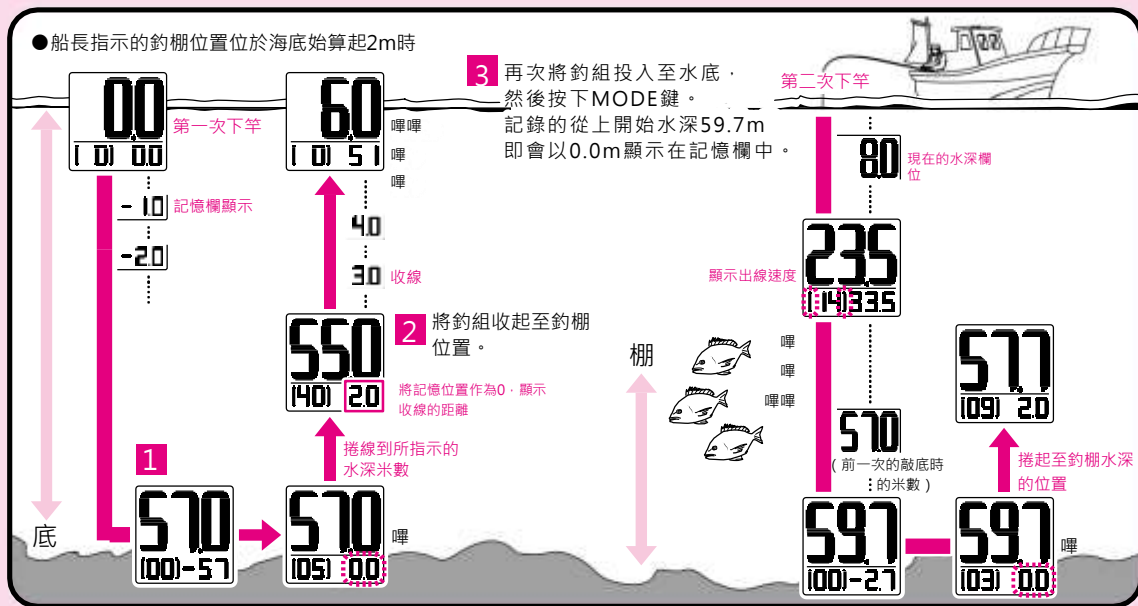 ●船長指示的釣棚位置位於海底始算起2m時
0.0
( 0) 0.0
第一次下竿
-1.0
記憶欄顯示
-2.0
底
1
57.0
(00)-57
57.0
(05) 0.0
嗶
捲線到所指示的
水深米數
55.0
(40) 2.0
2 將釣組收起至釣棚
位置。
將記憶位置作為0，顯示
收線的距離
3.0 收線
4.0
6.0
( 0) 51
嗶嗶
嗶
嗶
3 再次將釣組投入至水底，
然後按下MODE鍵。
記錄的從上開始水深59.7m
即會以0.0m顯示在記憶欄中。
第二次下竿
8.0
現在的水深欄
位
23.5
(14)33.5
顯示出線速度
棚
嗶
嗶
嗶嗶
57.0
(前一次的敲底時
的米數)
59.7
(00)-2.7
59.7
(03) 0.0
嗶
捲起至釣棚水深
的位置
57.7
(09) 2.0